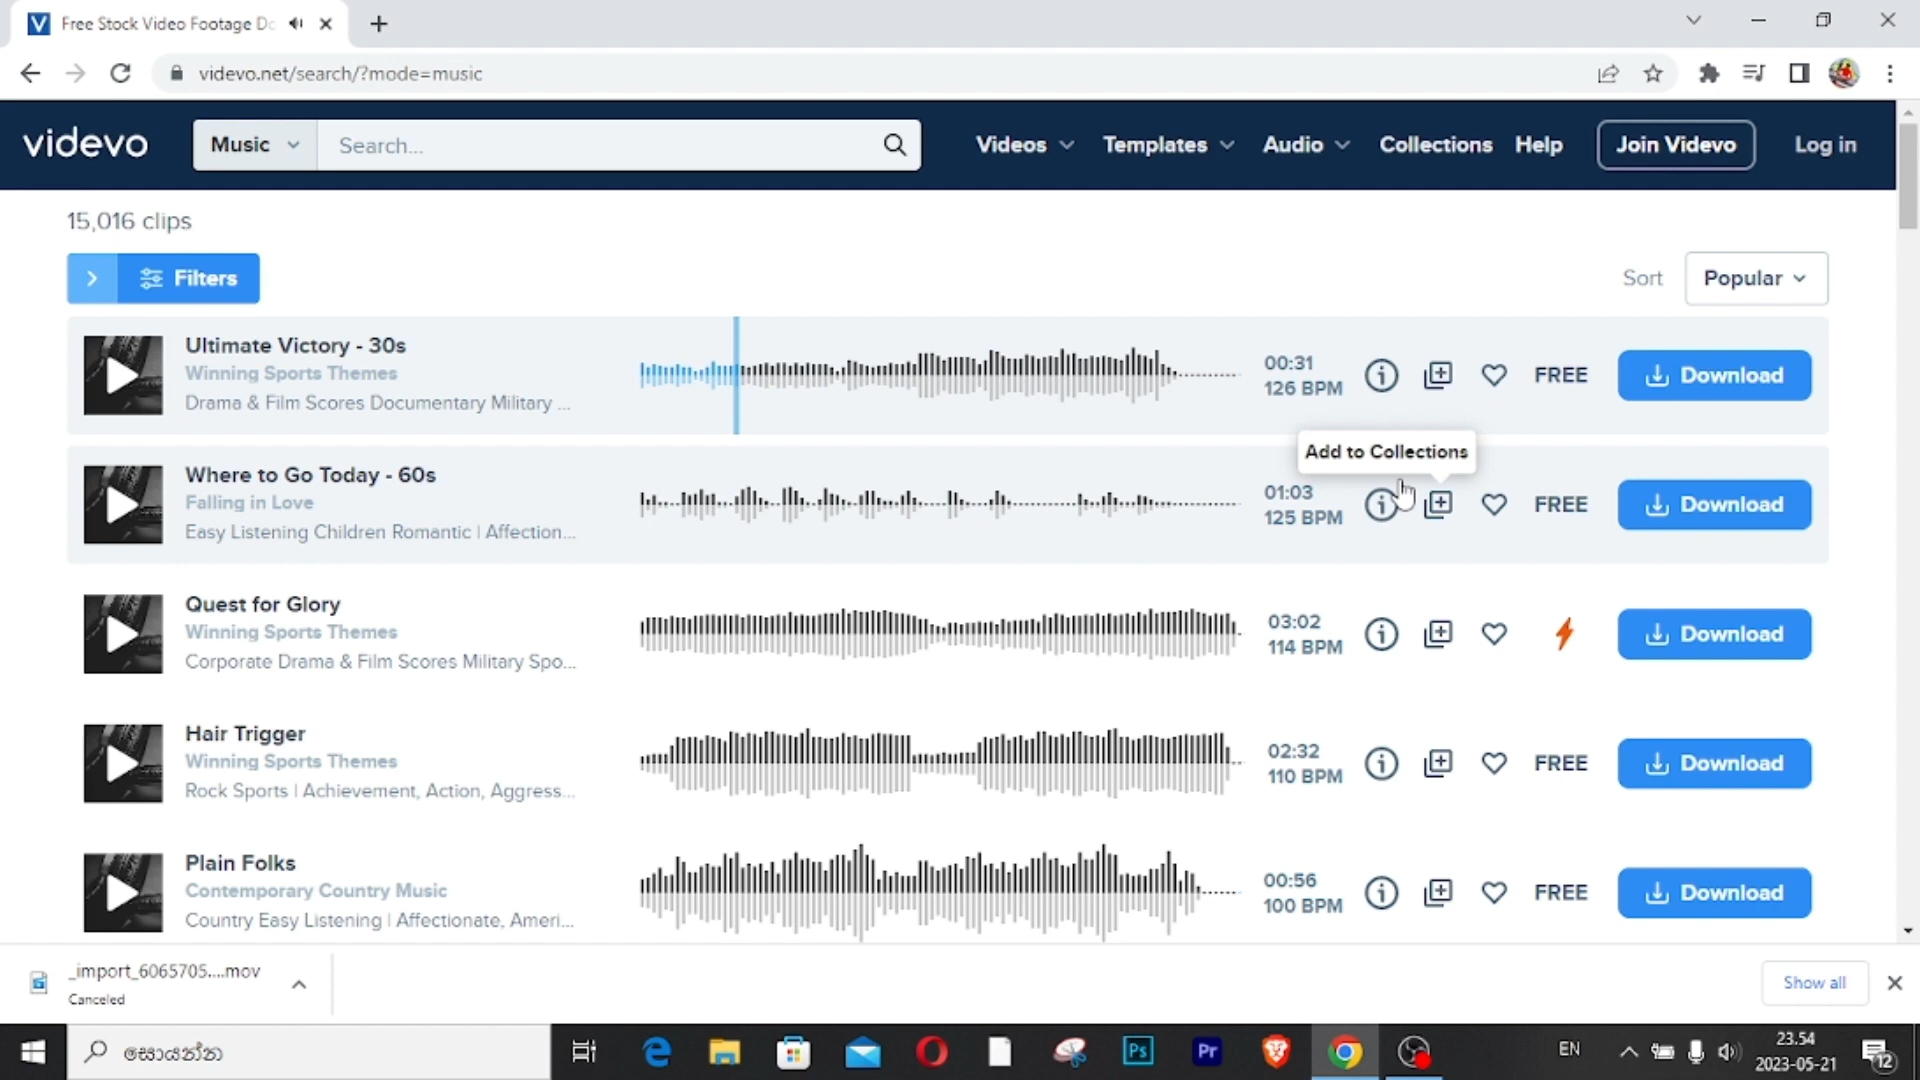 Free Stock Video Footage Do
videvo.net/search/?mode=music
videvo
Music
Search...
Videos
Templates
Audio
Collections
Help
Join Videvo
Log in
15,016 clips
Filters
Sort
Popular
Ultimate Victory - 30s
Winning Sports Themes
Drama & Film Scores Documentary Military ...
00:31
126 BPM
FREE
Download
Add to Collections
Where to Go Today - 60s
Falling in Love
Easy Listening Children Romantic | Affection...
01:03
125 BPM
FREE
Download
Quest for Glory
Winning Sports Themes
Corporate Drama & Film Scores Military Spo...
03:02
114 BPM
Download
Hair Trigger
Winning Sports Themes
Rock Sports | Achievement, Action, Aggress...
02:32
110 BPM
FREE
Download
Plain Folks
Contemporary Country Music
Country Easy Listening | Affectionate, Ameri...
00:56
100 BPM
FREE
Download
_import_6065705....mov
Canceled
Show all
සොයන්න
Ps
Pr
EN
23.54
2023-05-21
12